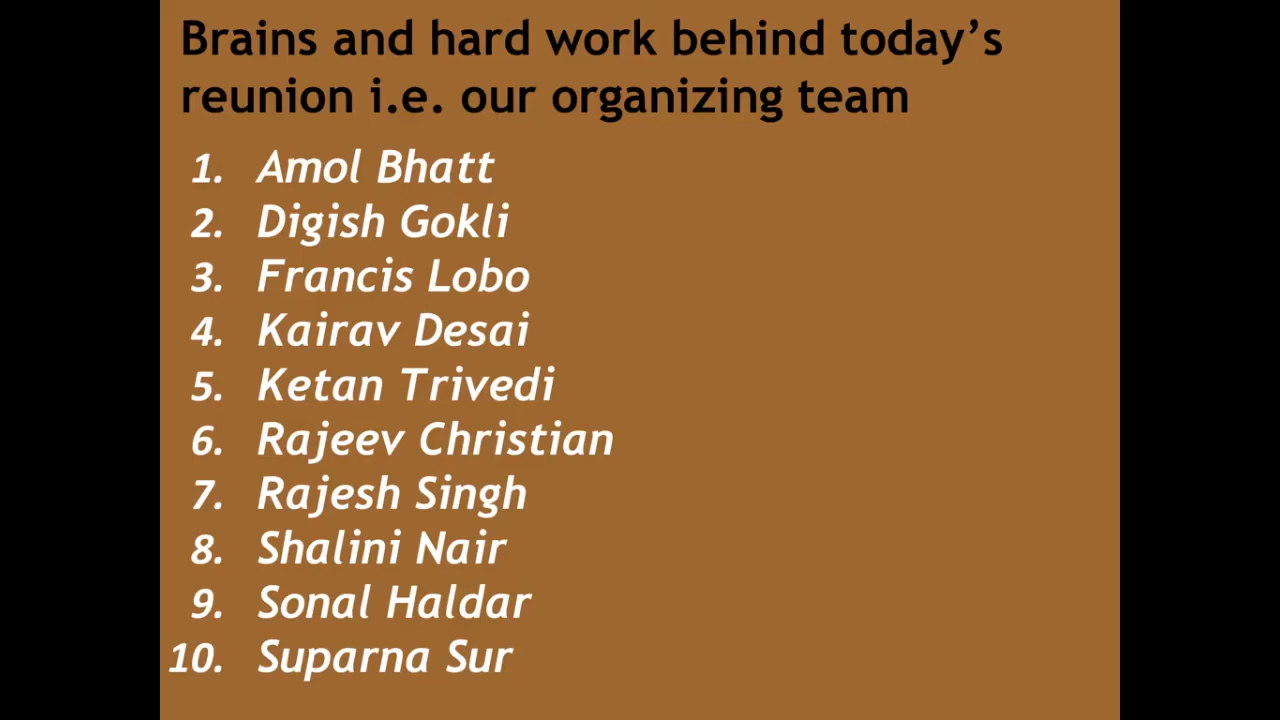 Brains and hard work behind today’s
reunion i.e. our organizing team
1. Amol Bhatt
2. Digish Gokli
3. Francis Lobo
4. Kairav Desai
5. Ketan Trivedi
6. Rajeev Christian
7. Rajesh Singh
8. Shalini Nair
9. Sonal Haldar
10. Suparna Sur